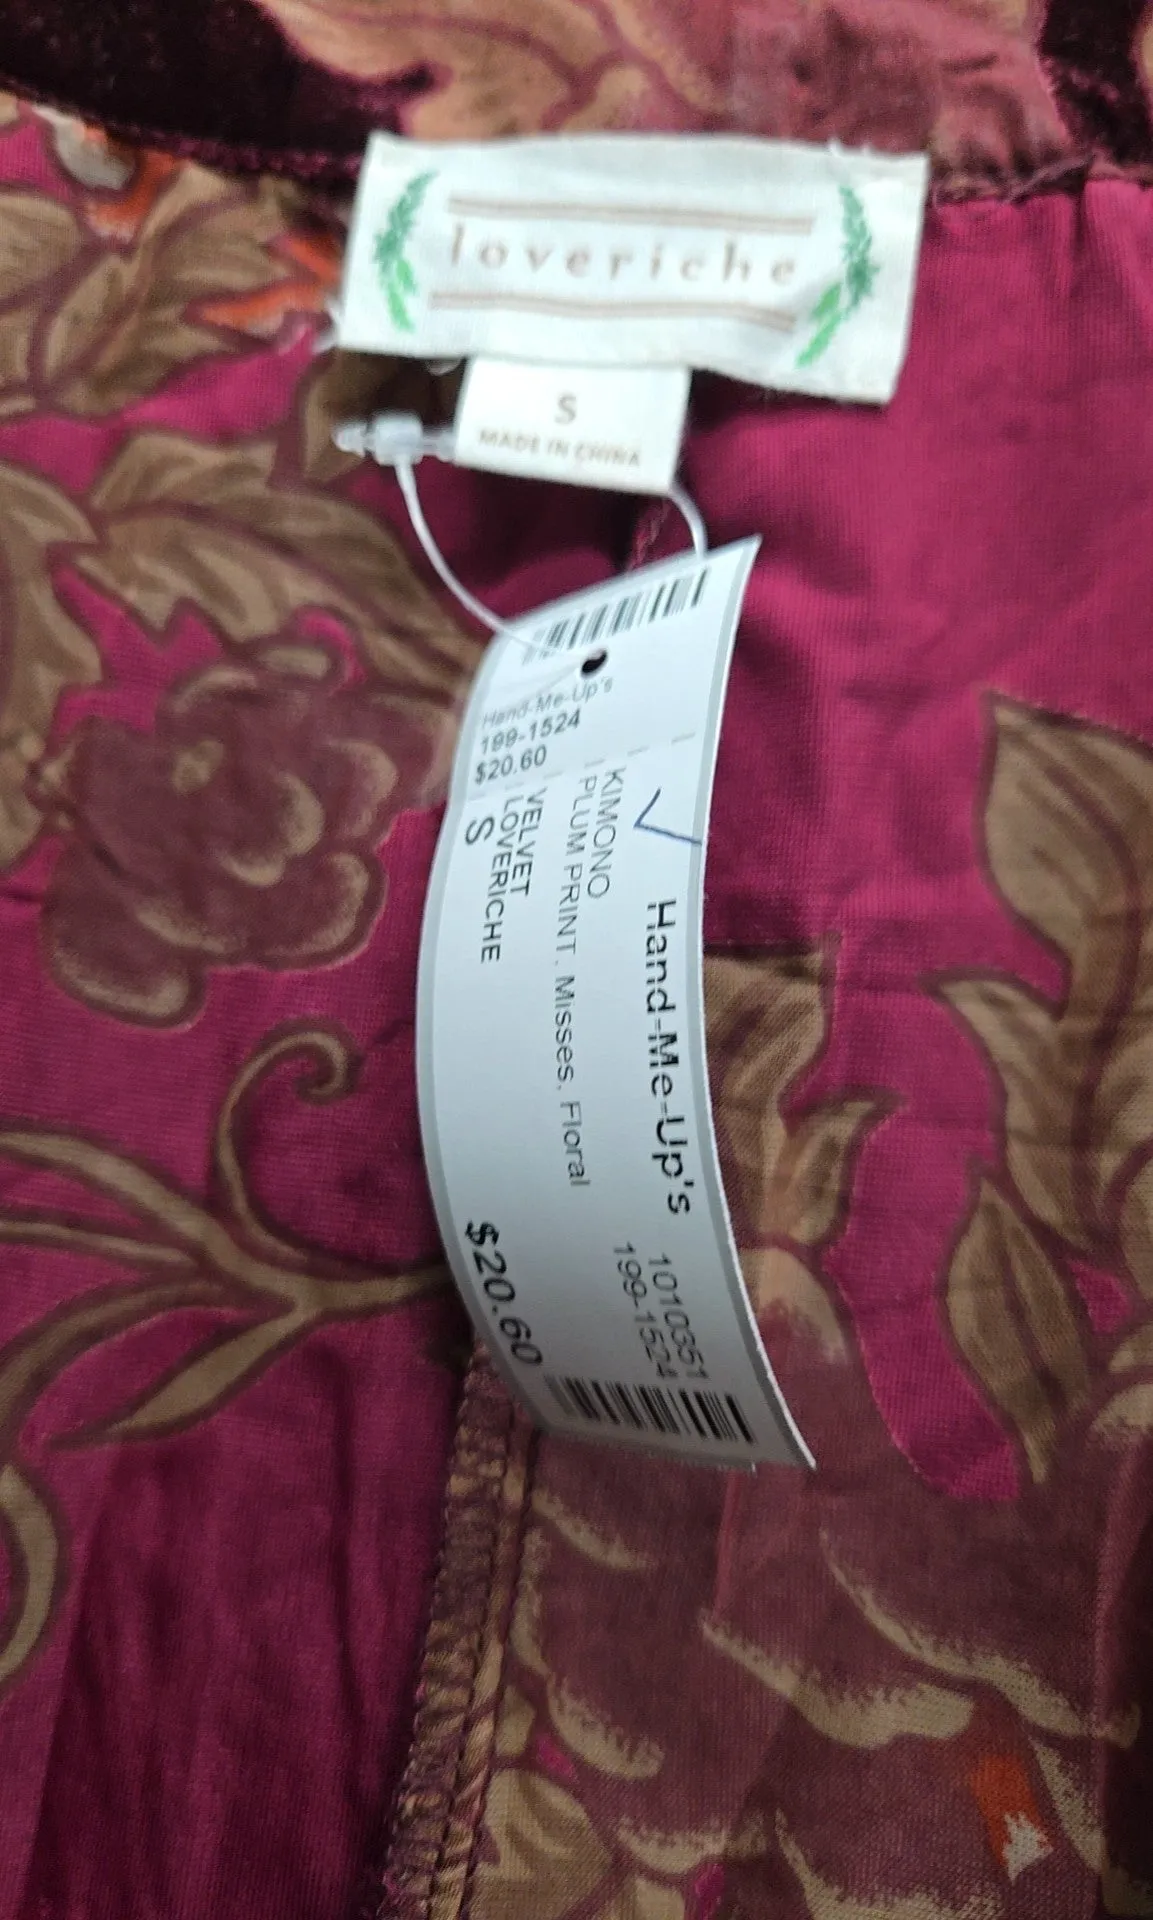 loveriche
S
MADE IN CHINA
Hand-Me-Up's
199-1524
$20.60
Hand-Me-Up's
1010351
199-1524
KIMONO
PLUM PRINT, Misses, Floral
VELVET
LOVERICHE
S
$20.60